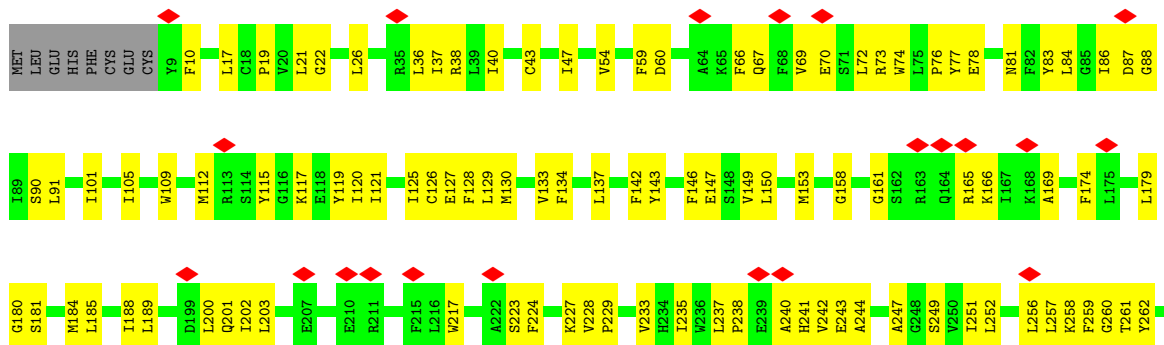 MET LEU GLU HIS PHE CYS GLU CYS Y9 F10 L17 C18 P19 V20 L21 G22 L26 R35 L36 I37 R38 L39 I40 C43 I47 V54 F59 D60 A64 K65 F66 Q67 F68 V69 E70 S71 L72 R73 W74 L75 P76 Y77 E78 N81 F82 Y83 L84 G85 I86 D87 G88
I89 S90 L91 I101 I105 W109 M112 R113 S114 Y115 G116 K117 E118 Y119 I120 I121 I125 C126 E127 F128 L129 M130 V133 F134 L137 F142 Y143 F146 E147 S148 V149 L150 M153 G158 G161 S162 R163 Q164 R165 K166 I167 K168 A169 F174 L175 L179
G180 S181 M184 L185 I188 L189 D199 L200 Q201 I202 L203 E207 E210 R211 F215 L216 W217 A222 S223 F224 K227 V228 P229 V233 H234 I235 W236 L237 P238 E239 A240 H241 V242 E243 A244 A247 G248 S249 V250 I251 L252 L256 L257 K258 F259 G260 T261 Y262